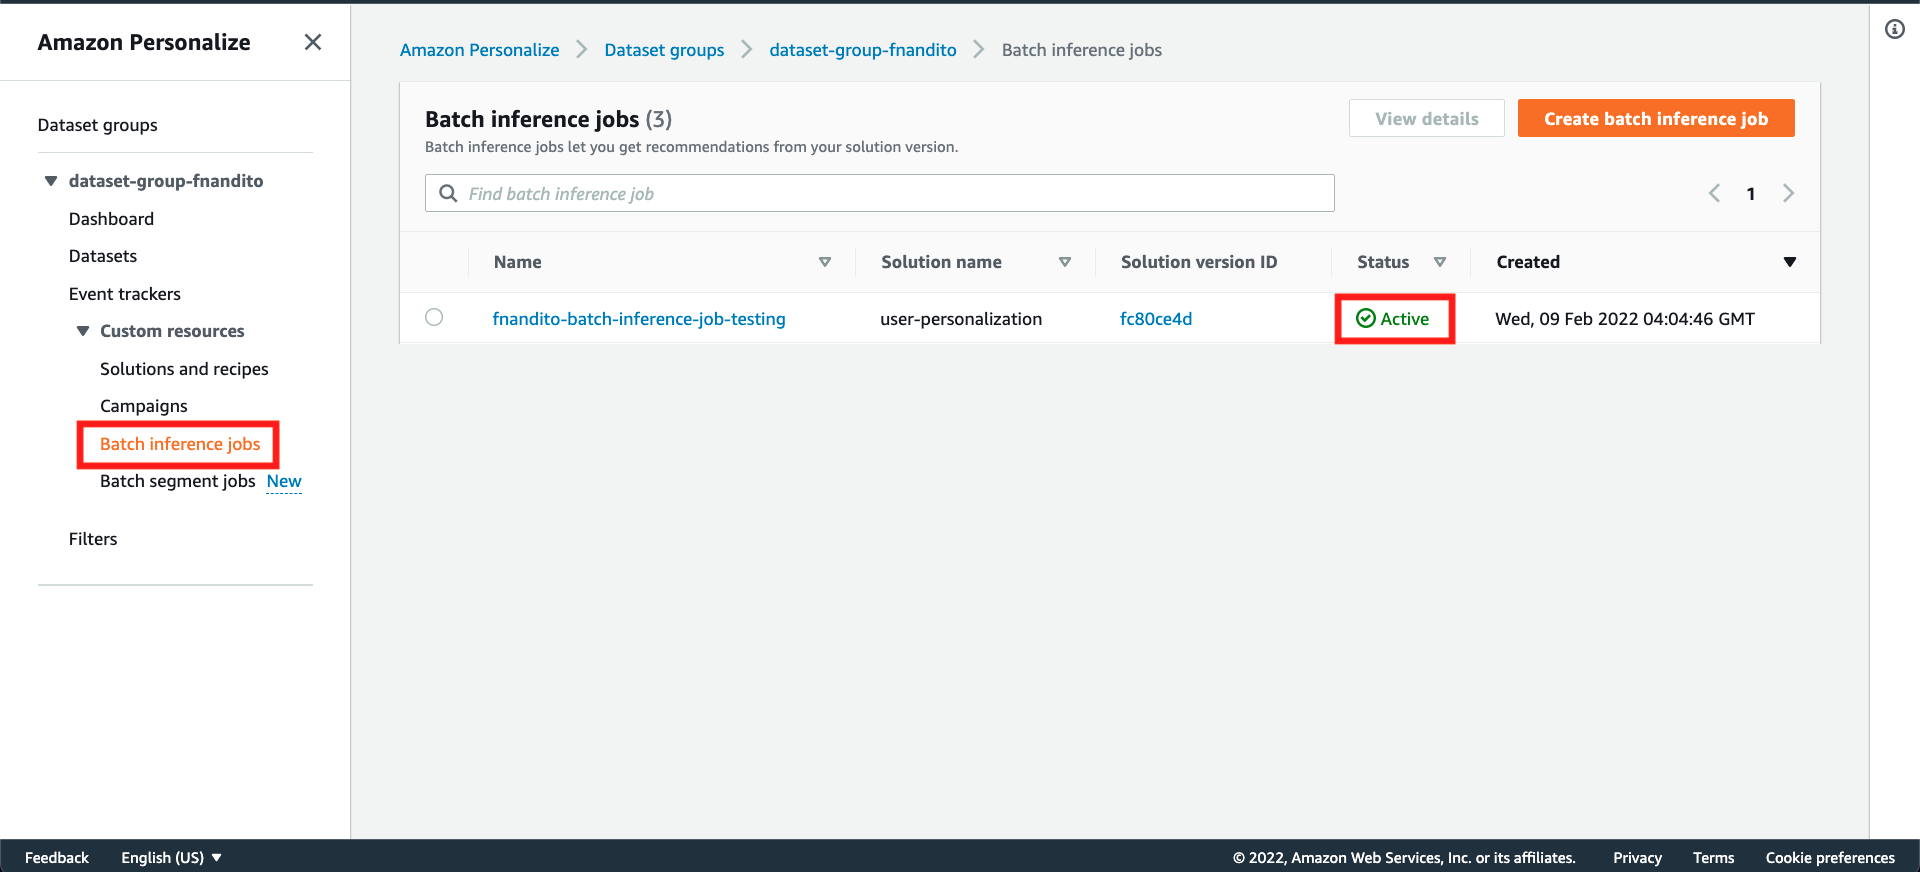 Amazon Personalize
Dataset groups
dataset-group-fnandito
Dashboard
Datasets
Event trackers
Custom resources
Solutions and recipes
Campaigns
Batch inference jobs
Batch segment jobs New
Filters
Amazon Personalize Dataset groups dataset-group-fnandito Batch inference jobs
Batch inference jobs (3)
View details Create batch inference job
Batch inference jobs let you get recommendations from your solution version.
Find batch inference job
1
Name Solution name Solution version ID Status Created
fnandito-batch-inference-job-testing user-personalization fc80ce4d Active Wed, 09 Feb 2022 04:04:46 GMT
Feedback English (US) © 2022, Amazon Web Services, Inc. or its affiliates. Privacy Terms Cookie preferences